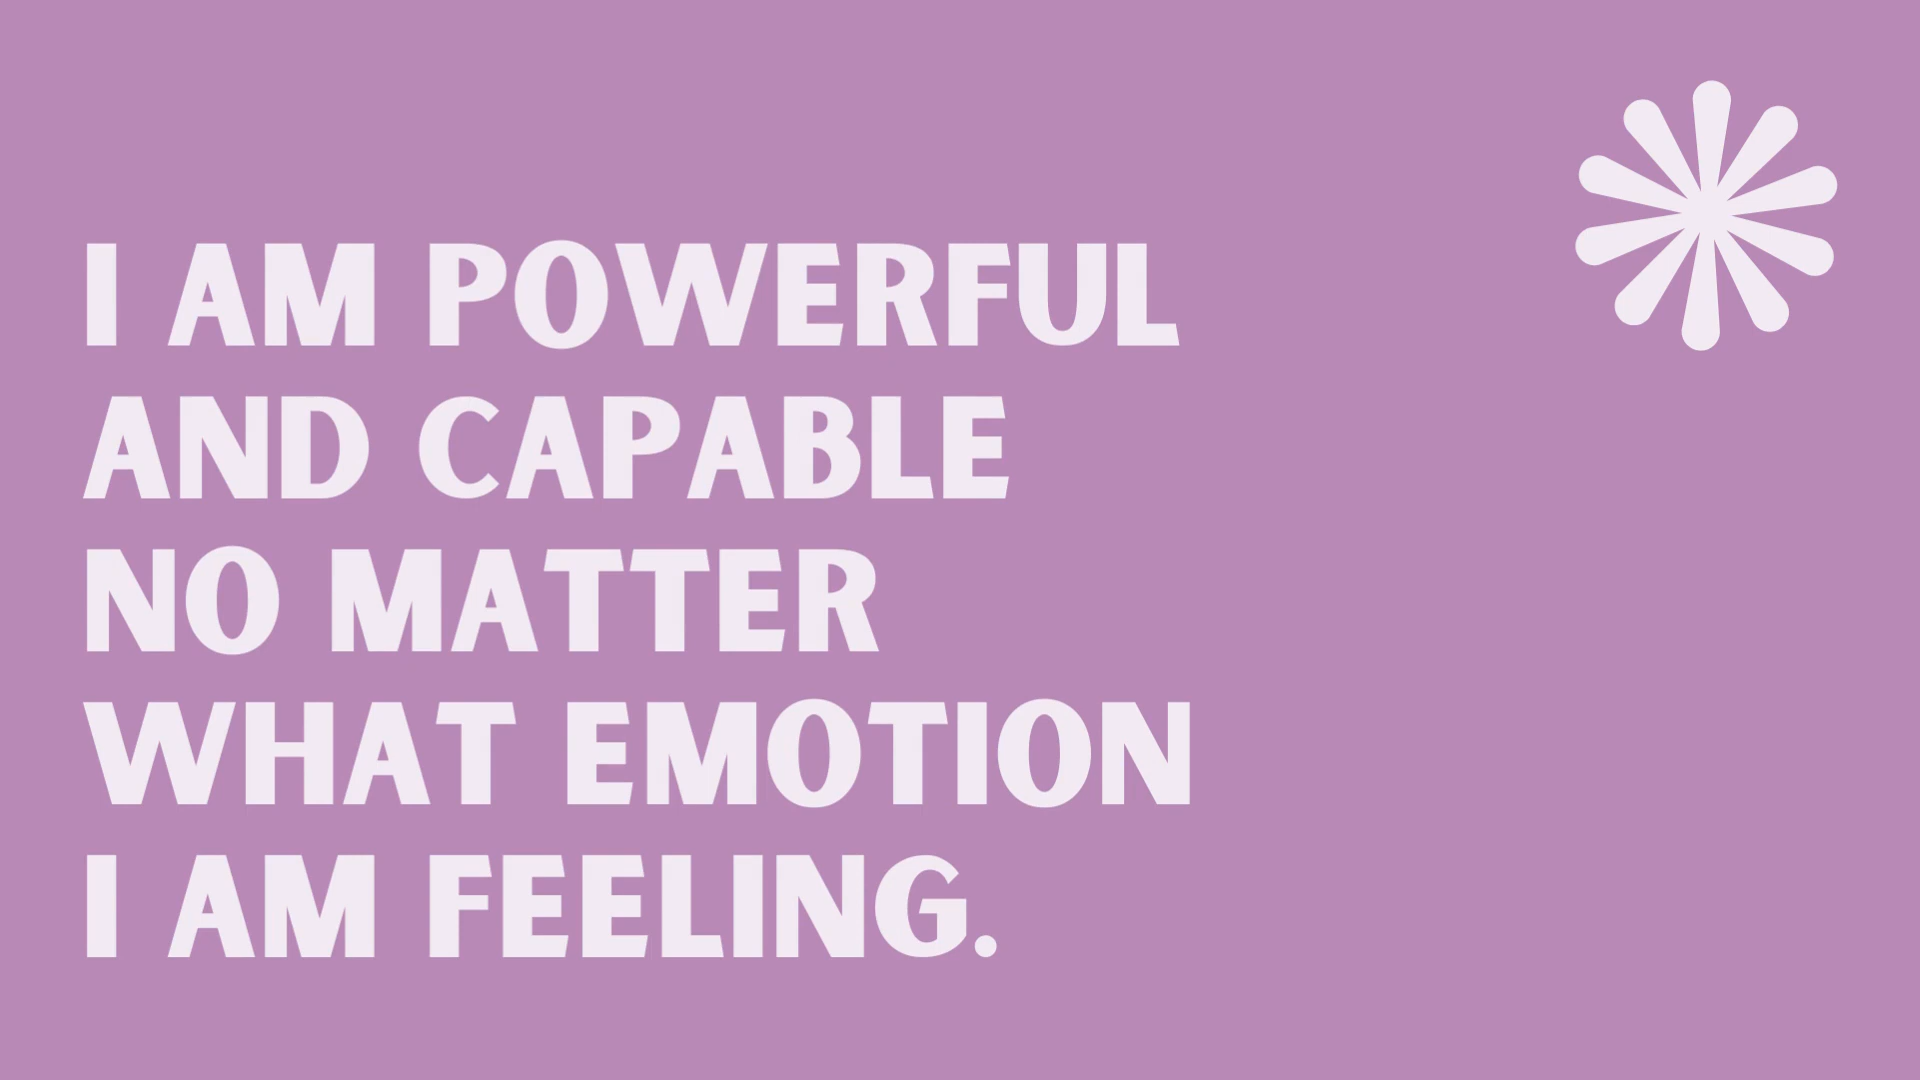 I AM POWERFUL
AND CAPABLE
NO MATTER
WHAT EMOTION
I AM FEELING.